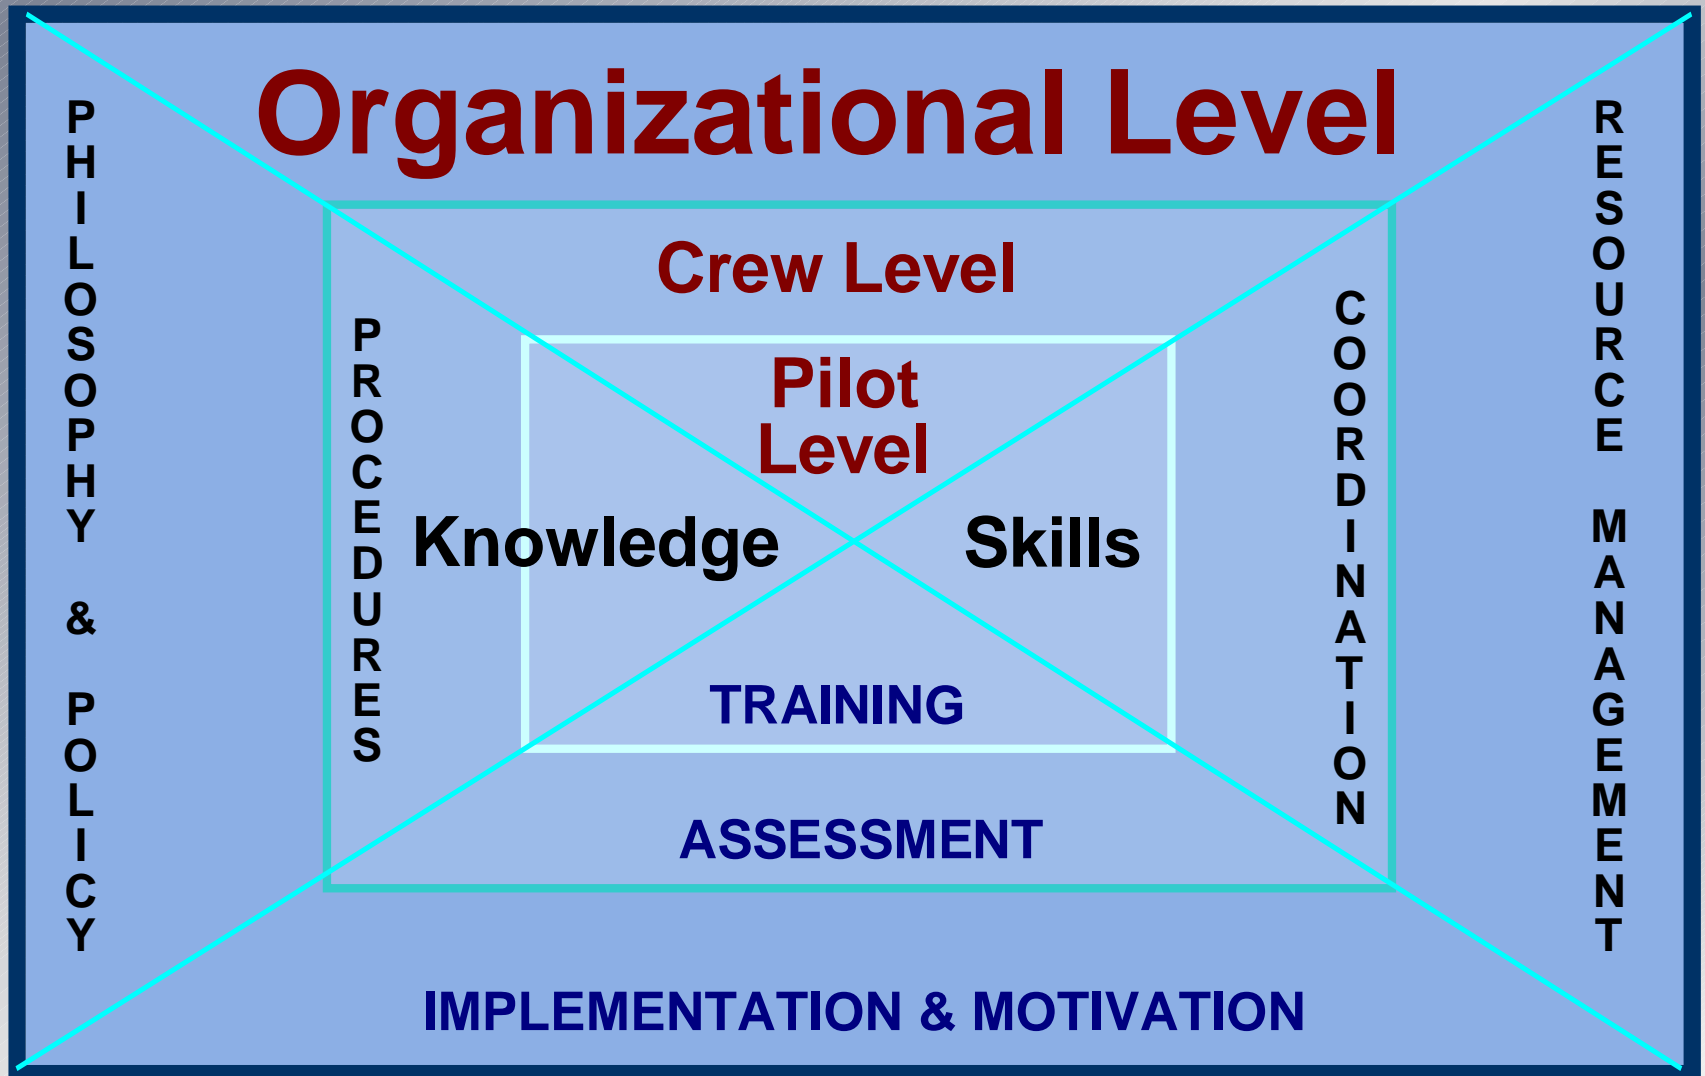 Organizational Level
PHILOSOPHY & POLICY
RESOURCE MANAGEMENT
Crew Level
PROCEDURES
COORDINATION
Pilot
Level
Knowledge
Skills
TRAINING
ASSESSMENT
IMPLEMENTATION & MOTIVATION